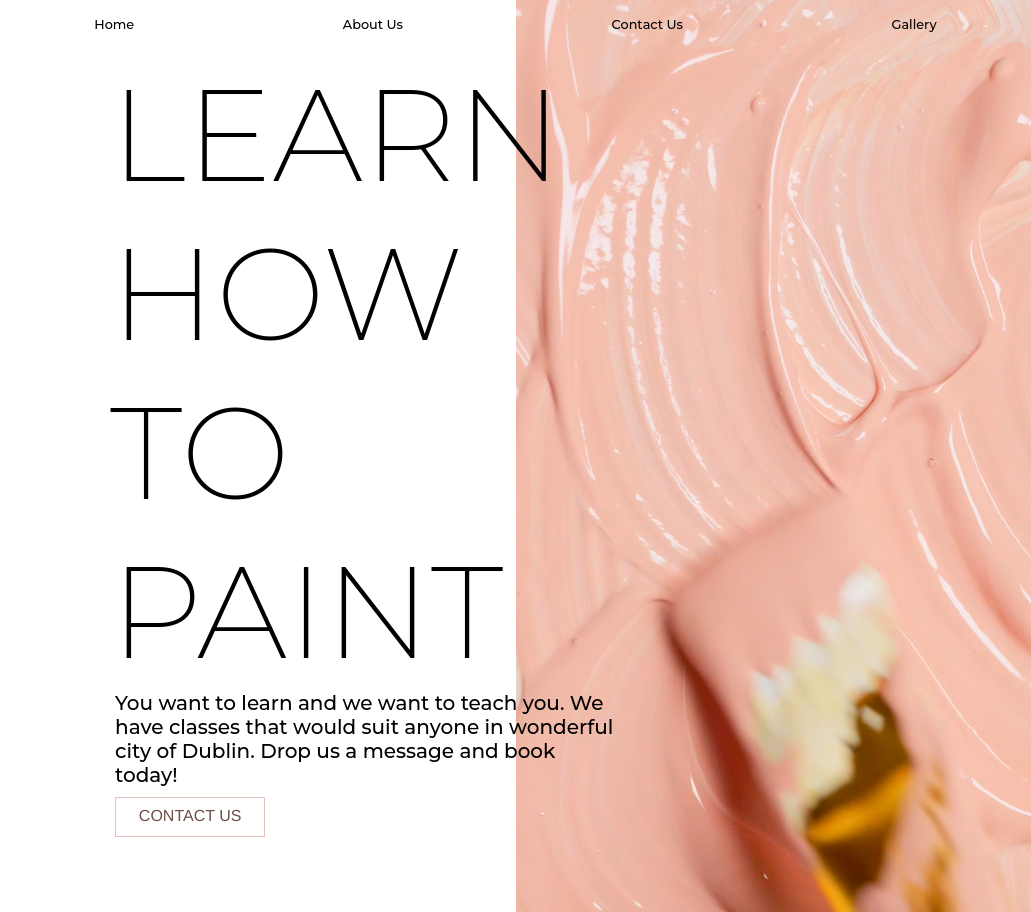 Home About Us Contact Us Gallery
LEARN
HOW
TO
PAINT
You want to learn and we want to teach you. We
have classes that would suit anyone in wonderful
city of Dublin. Drop us a message and book
today!
CONTACT US